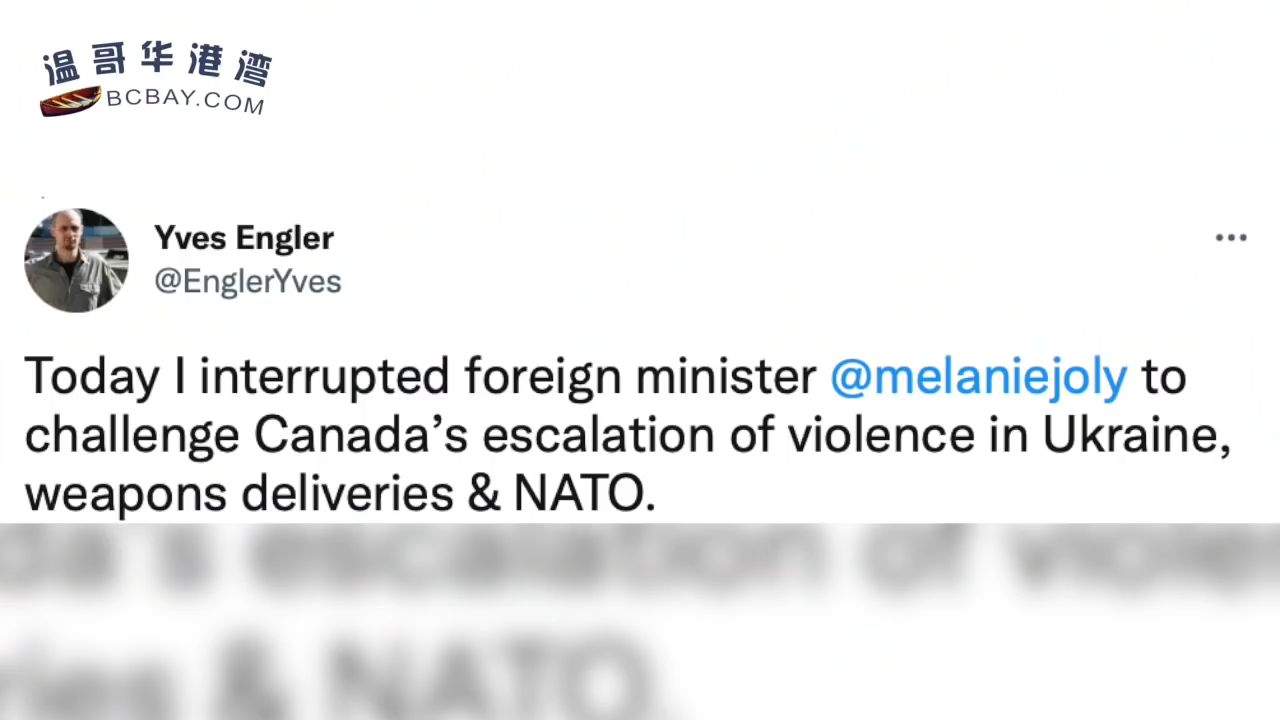 温哥华港湾
BCBAY.COM
Yves Engler
@EnglerYves
Today I interrupted foreign minister @melaniejoly to
challenge Canada’s escalation of violence in Ukraine,
weapons deliveries & NATO.